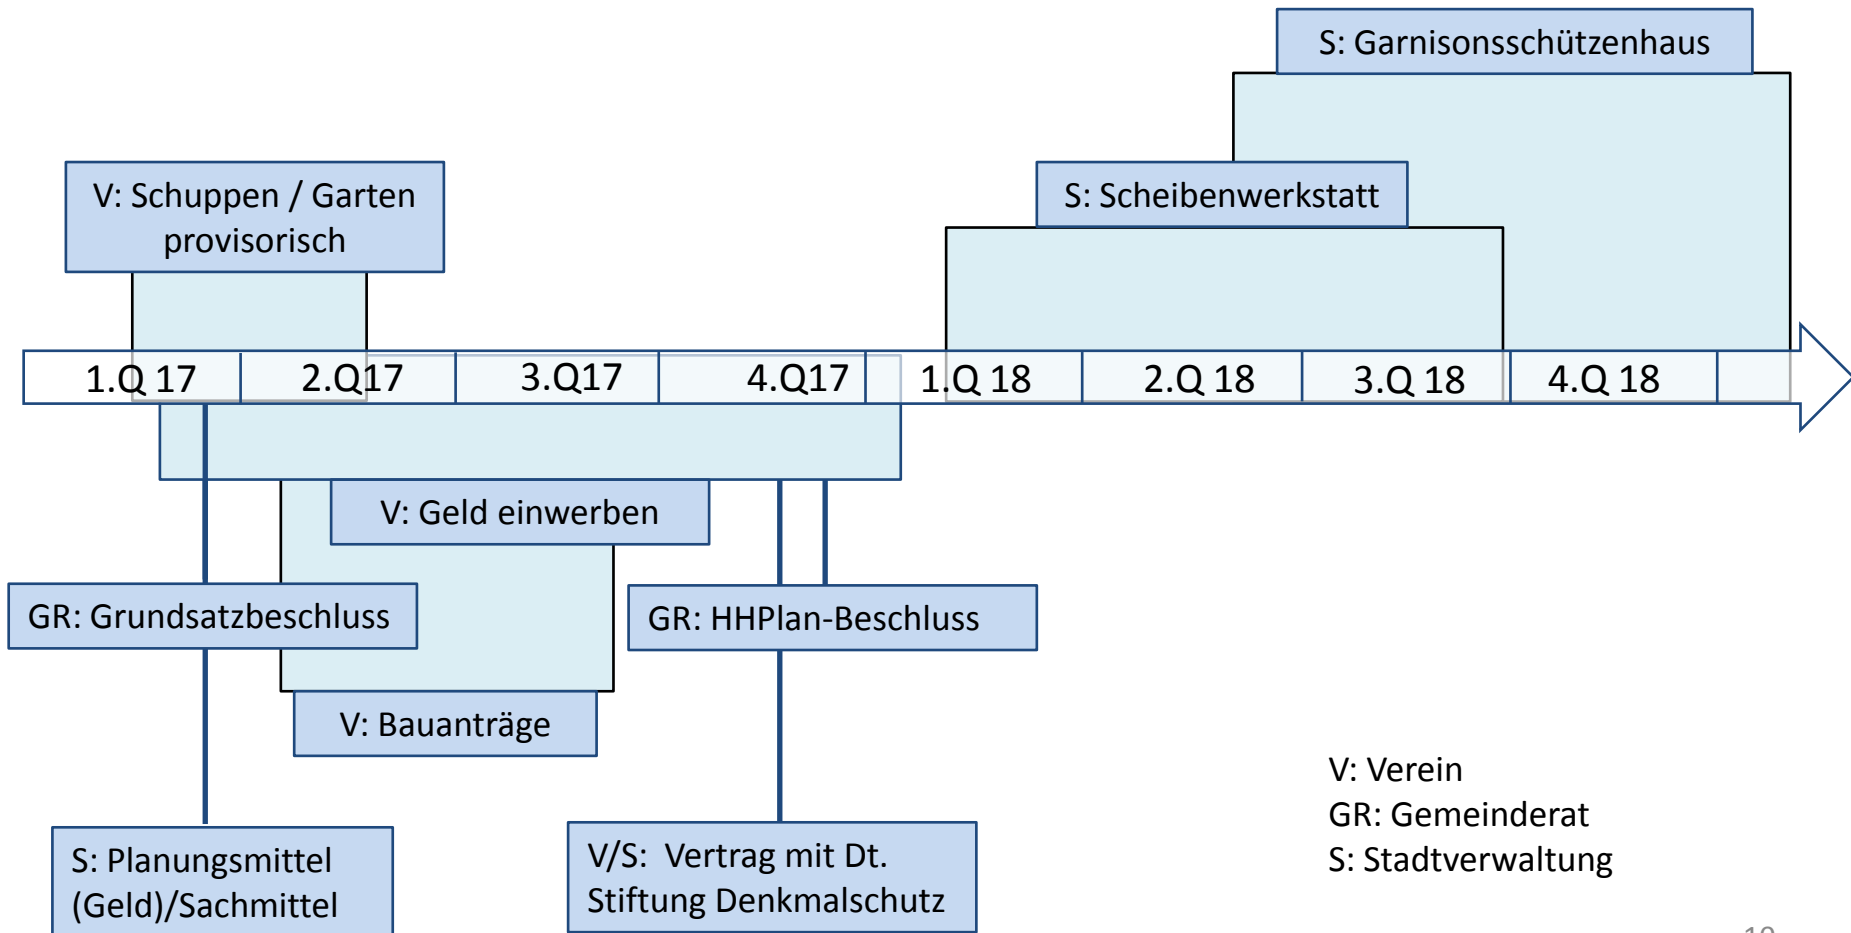 S: Garnisonsschützenhaus
V: Schuppen / Garten
provisorisch
S: Scheibenwerkstatt
1.Q 17 2.Q17 3.Q17 4.Q17 1.Q 18 2.Q 18 3.Q 18 4.Q 18
V: Geld einwerben
GR: Grundsatzbeschluss
GR: HHPlan-Beschluss
V: Bauanträge
S: Planungsmittel
(Geld)/Sachmittel
V/S: Vertrag mit Dt.
Stiftung Denkmalschutz
V: Verein
GR: Gemeinderat
S: Stadtverwaltung